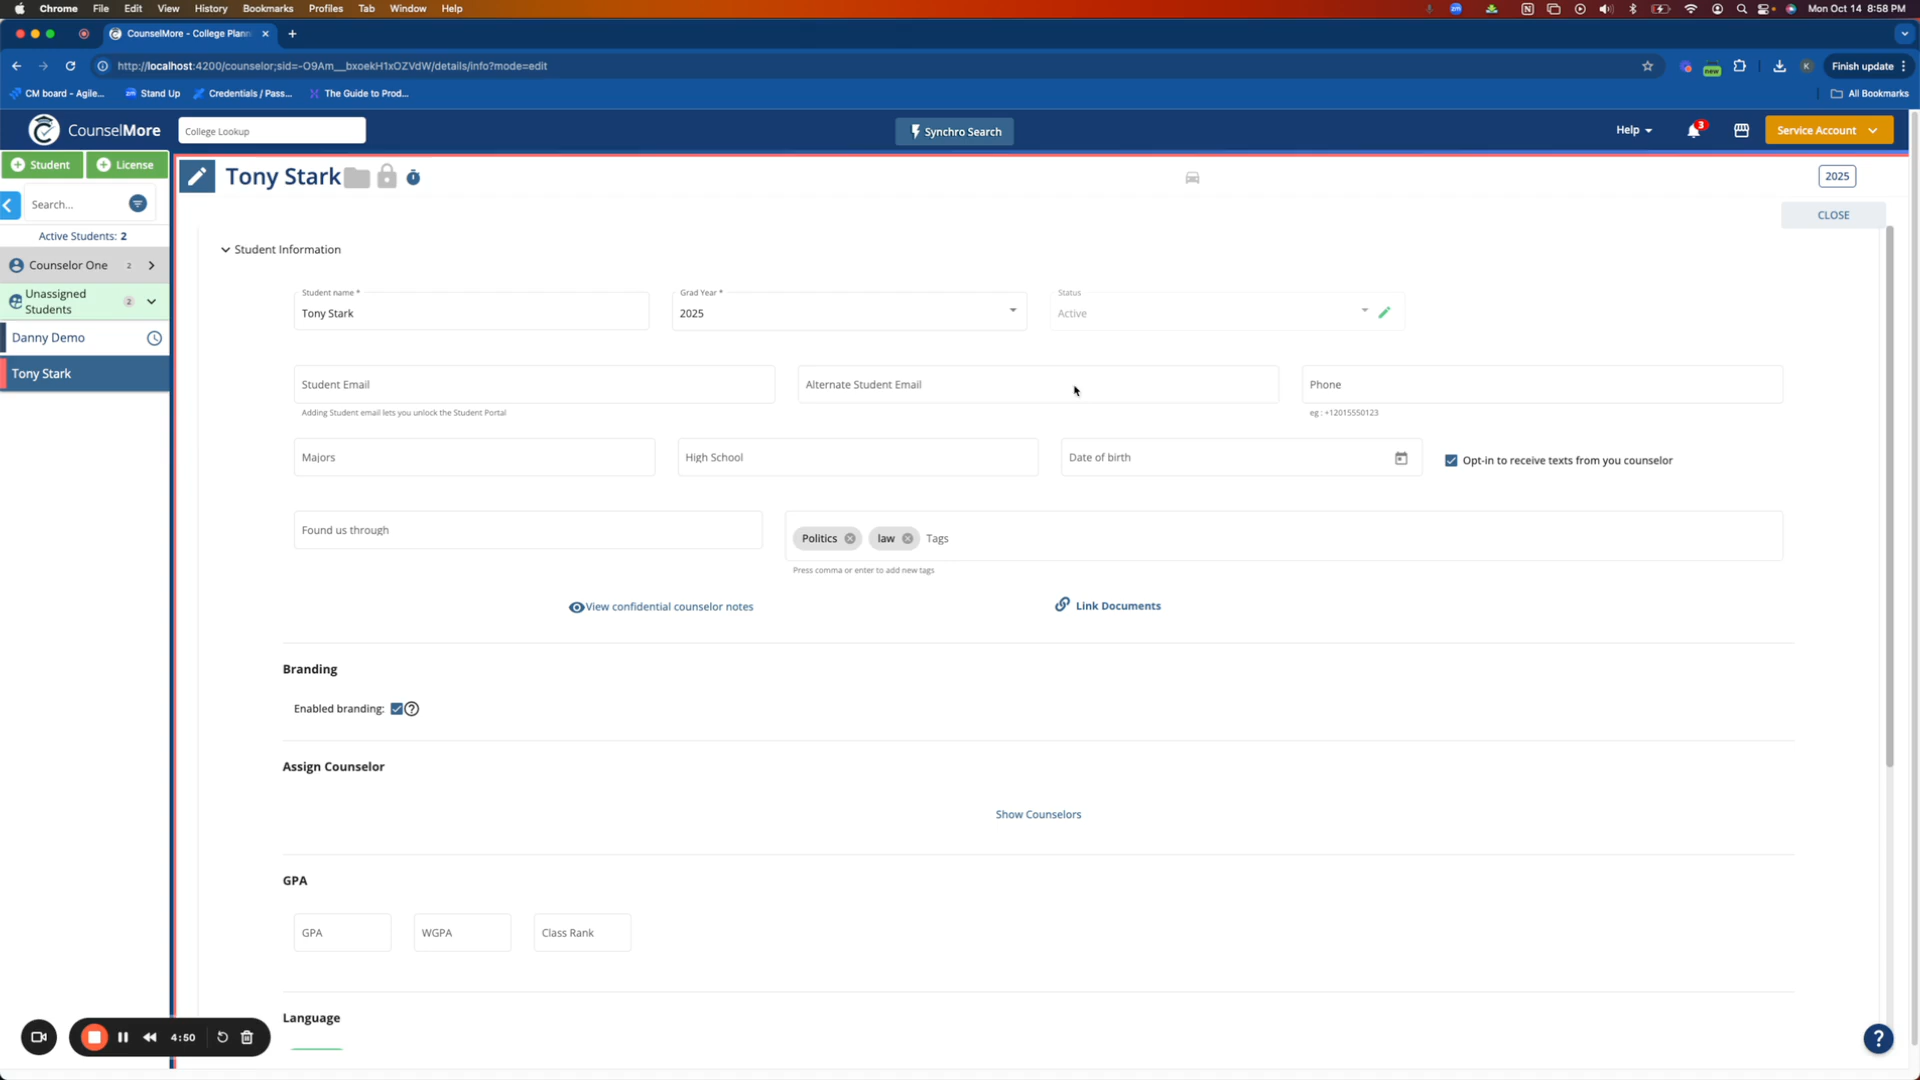 Chrome File Edit View History Bookmarks Profiles Tab Window Help Mon Oct 14 8:58 PM
CounselMore - College Plann
http://localhost:4200/counselor;sid=-O9Am__bxoekH1xOZVdW/details/info?mode=edit new K Finish update
CM board - Agile... Stand Up Credentials / Pass... The Guide to Prod... All Bookmarks
CounselMore College Lookup Synchro Search Help 3 Service Account
Student License
Tony Stark 2025
Search...
CLOSE
Active Students: 2
Student Information
Counselor One 2
Unassigned Students 2
Student name * Grad Year * Status
Tony Stark 2025 Active
Danny Demo
Tony Stark
Student Email Alternate Student Email Phone
Adding Student email lets you unlock the Student Portal eg : +12015550123
Majors High School Date of birth Opt-in to receive texts from you counselor
Found us through Politics law Tags
Press comma or enter to add new tags
View confidential counselor notes Link Documents
Branding
Enabled branding: ?
Assign Counselor
Show Counselors
GPA
GPA WGPA Class Rank
Language
4:50 ?